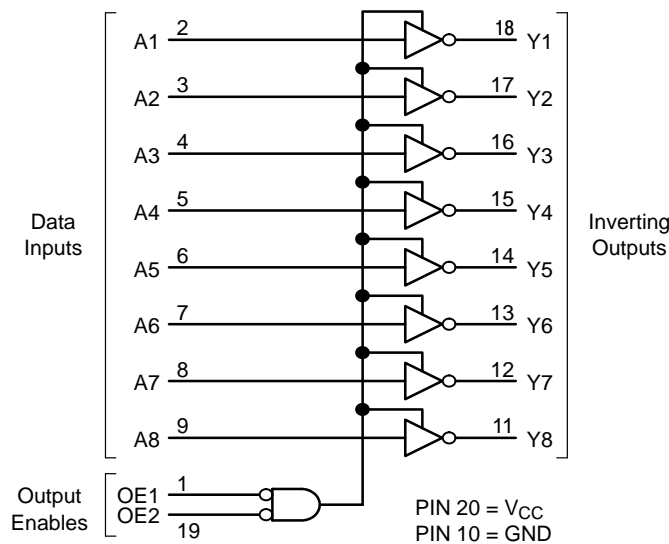 A1 2 18 Y1
A2 3 17 Y2
A3 4 16 Y3
A4 5 15 Y4
Data
Inputs
Inverting
Outputs
A5 6 14 Y5
A6 7 13 Y6
A7 8 12 Y7
A8 9 11 Y8
Output
Enables
OE1 1
OE2
19
PIN 20 = VCC
PIN 10 = GND